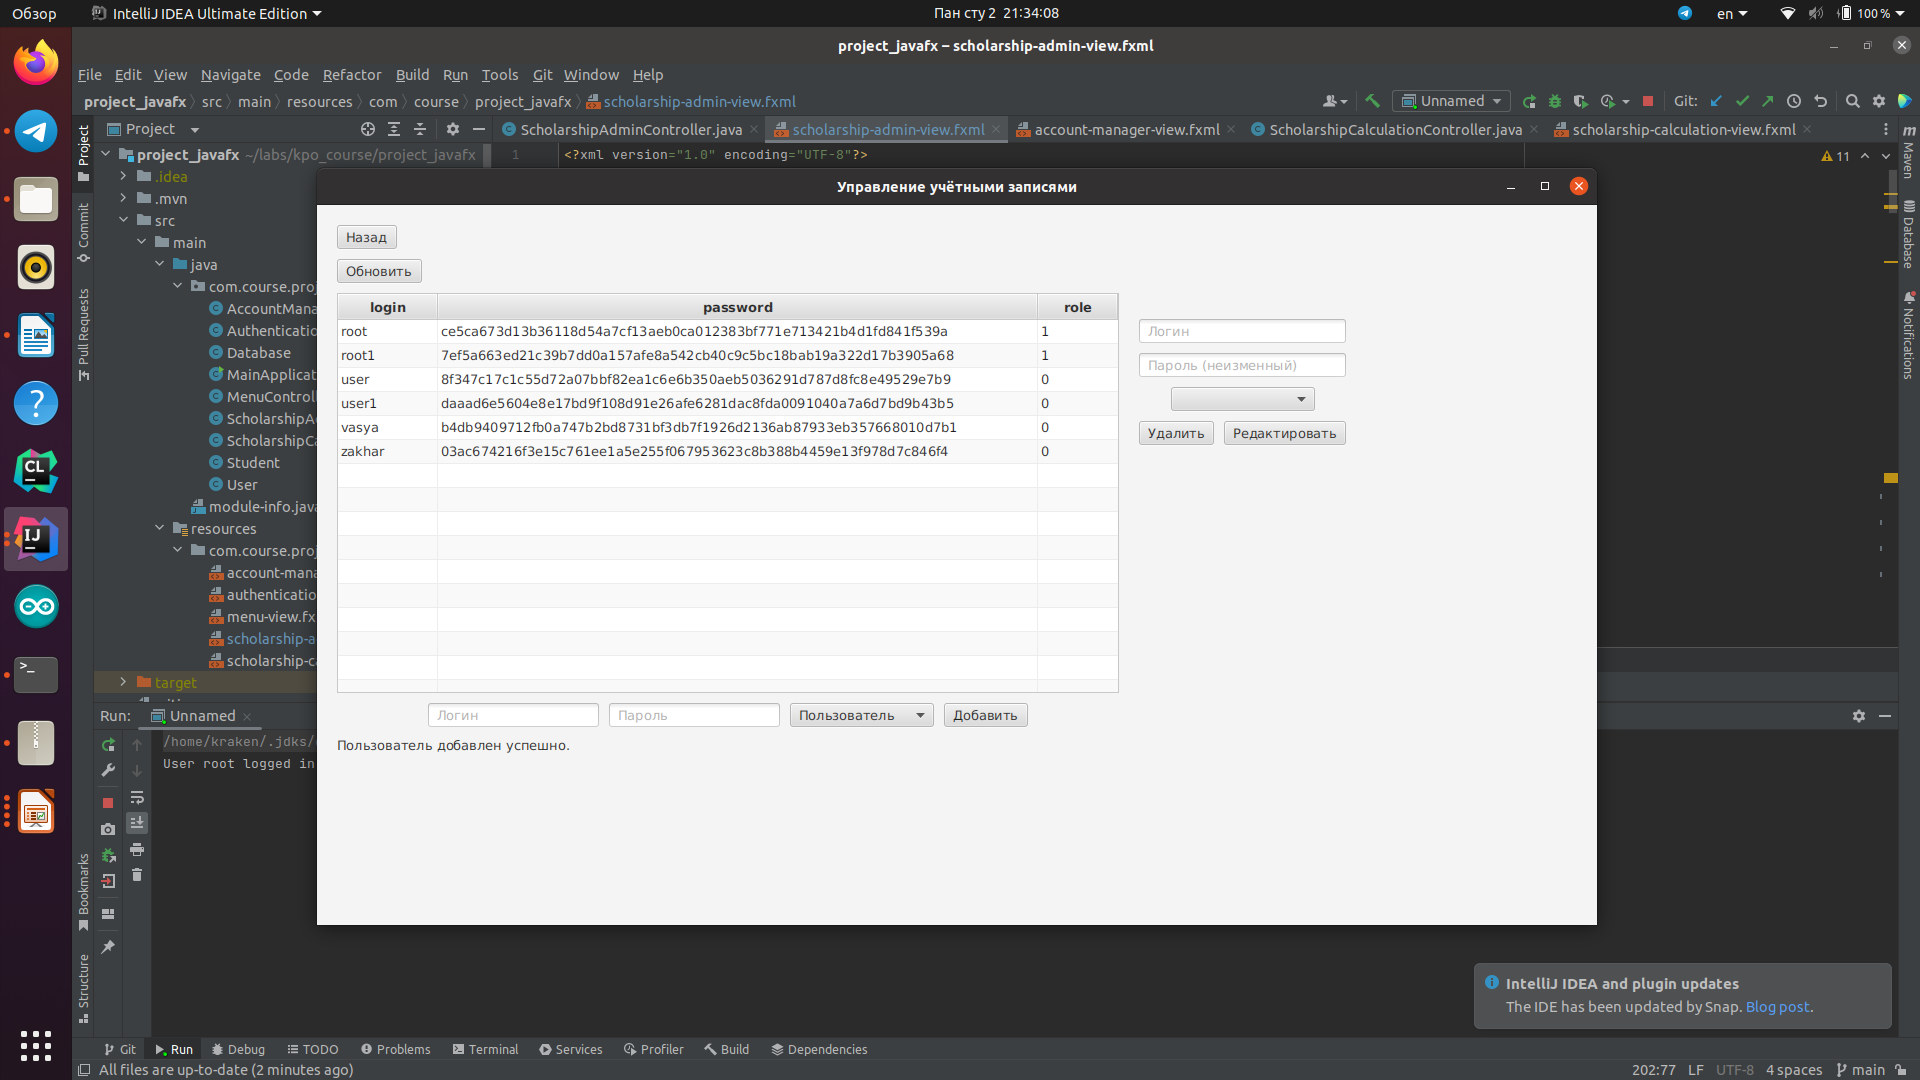 Обзор
IntelliJ IDEA Ultimate Edition
Пан сту 2 21:34:08
en
100 %
project_javafx – scholarship-admin-view.fxml
File Edit View Navigate Code Refactor Build Run Tools Git Window Help
project_javafx src main resources com course project_javafx scholarship-admin-view.fxml
Unnamed
Git:
Project
ScholarshipAdminController.java
scholarship-admin-view.fxml
account-manager-view.fxml
ScholarshipCalculationController.java
scholarship-calculation-view.fxml
Project
Commit
Pull Requests
Bookmarks
Structure
Maven
Database
Notifications
project_javafx ~/labs/kpo_course/project_javafx
1 <?xml version="1.0" encoding="UTF-8"?>
11
.idea
.mvn
src
main
java
com.course.proj
AccountMana
Authenticatio
Database
MainApplicat
MenuControll
ScholarshipA
ScholarshipCa
Student
User
module-info.java
resources
com.course.proj
account-mana
authenticatio
menu-view.fx
scholarship-a
scholarship-ca
target
Управление учётными записями
Назад
Обновить
login password role
root ce5ca673d13b36118d54a7cf13aeb0ca012383bf771e713421b4d1fd841f539a 1
root1 7ef5a663ed21c39b7dd0a157afe8a542cb40c9c5bc18bab19a322d17b3905a68 1
user 8f347c17c1c55d72a07bbf82ea1c6e6b350aeb5036291d787d8fc8e49529e7b9 0
user1 daaad6e5604e8e17bd9f108d91e26afe6281dac8fda0091040a7a6d7bd9b43b5 0
vasya b4db9409712fb0a747b2bd8731bf3db7f1926d2136ab87933eb357668010d7b1 0
zakhar 03ac674216f3e15c761ee1a5e255f067953623c8b388b4459e13f978d7c846f4 0
Логин
Пароль (неизменный)
Удалить Редактировать
Логин Пароль Пользователь Добавить
Пользователь добавлен успешно.
Run: Unnamed
/home/kraken/.jdks/
User root logged in
IntelliJ IDEA and plugin updates
The IDE has been updated by Snap. Blog post.
Git Run Debug TODO Problems Terminal Services Profiler Build Dependencies
All files are up-to-date (2 minutes ago)
202:77 LF UTF-8 4 spaces main